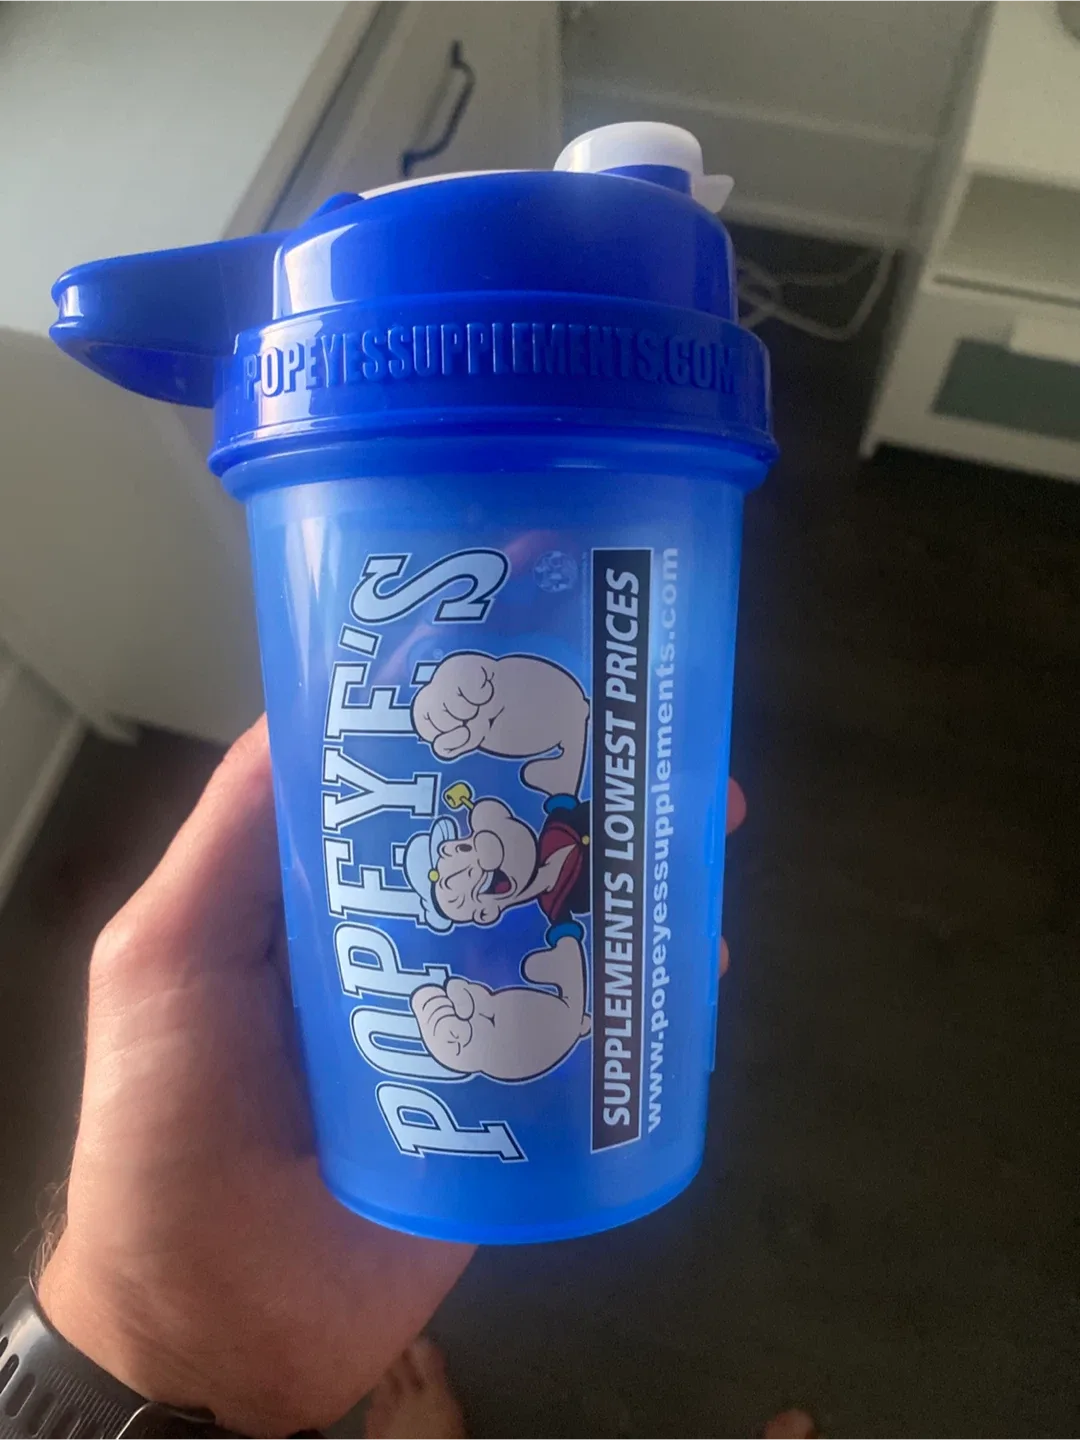 POPEYESSUPPLEMENTS.COM
POPEYE'S
SUPPLEMENTS LOWEST PRICES
www.popeyessupplements.com